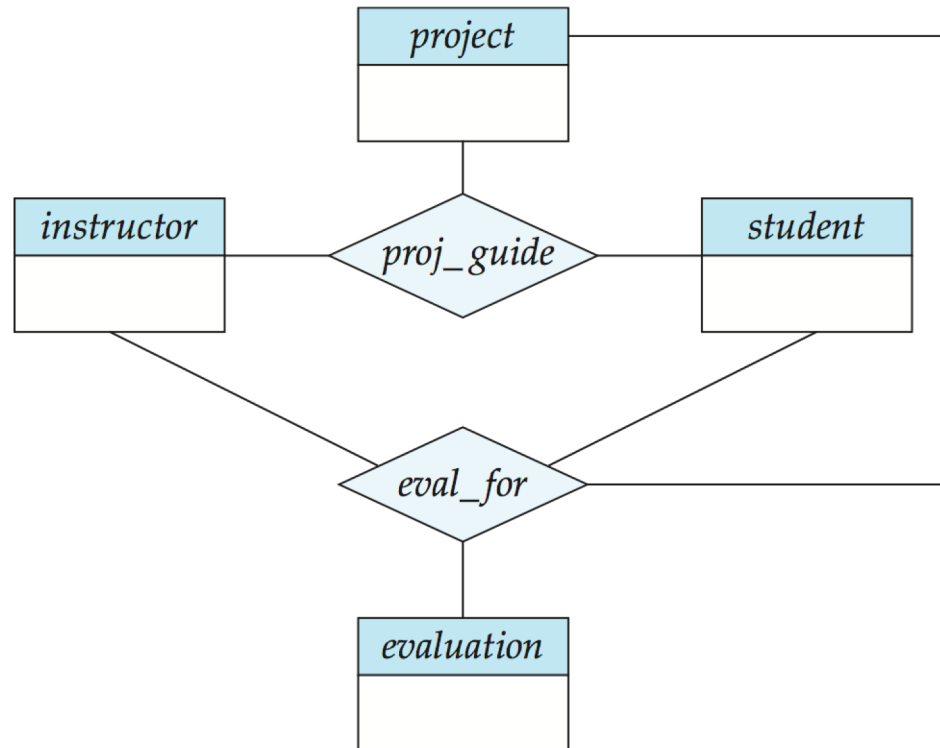 project
instructor
proj_guide
student
eval_for
evaluation